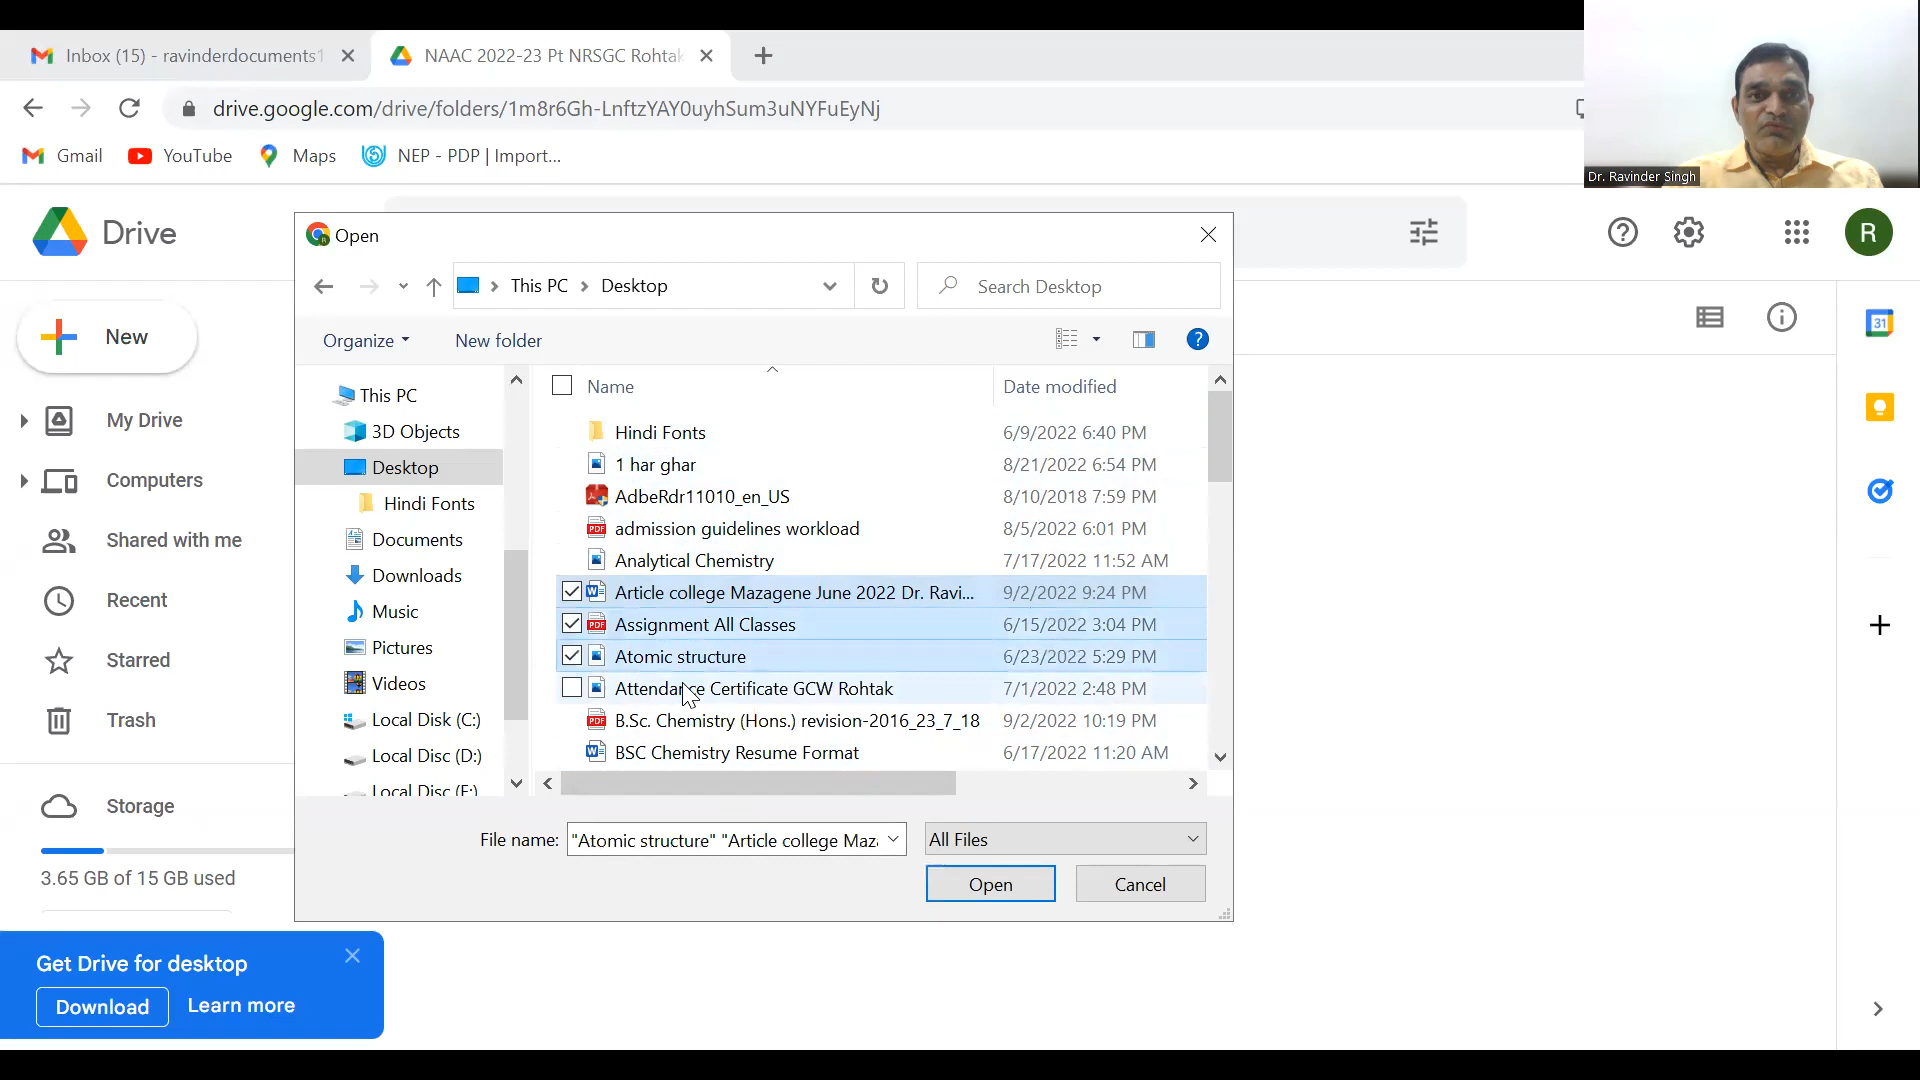 Inbox (15) - ravinderdocuments1
NAAC 2022-23 Pt NRSGC Rohtak
drive.google.com/drive/folders/1m8r6Gh-LnftzYAY0uyhSum3uNYFuEyNj
Gmail
YouTube
Maps
NEP - PDP | Import...
Dr. Ravinder Singh
Drive
R
New
My Drive
Computers
Shared with me
Recent
Starred
Trash
Storage
3.65 GB of 15 GB used
Get Drive for desktop
Download
Learn more
Open
This PC
Desktop
Search Desktop
Organize
New folder
?
This PC
3D Objects
Desktop
Hindi Fonts
Documents
Downloads
Music
Pictures
Videos
Local Disk (C:)
Local Disc (D:)
Local Disc (E:)
Name Date modified
Hindi Fonts 6/9/2022 6:40 PM
1 har ghar 8/21/2022 6:54 PM
AdbeRdr11010_en_US 8/10/2018 7:59 PM
PDF admission guidelines workload 8/5/2022 6:01 PM
Analytical Chemistry 7/17/2022 11:52 AM
Article college Mazagene June 2022 Dr. Ravi... 9/2/2022 9:24 PM
PDF Assignment All Classes 6/15/2022 3:04 PM
Atomic structure 6/23/2022 5:29 PM
Attendance Certificate GCW Rohtak 7/1/2022 2:48 PM
PDF B.Sc. Chemistry (Hons.) revision-2016_23_7_18 9/2/2022 10:19 PM
BSC Chemistry Resume Format 6/17/2022 11:20 AM
File name: "Atomic structure" "Article college Maza
All Files
Open
Cancel
31